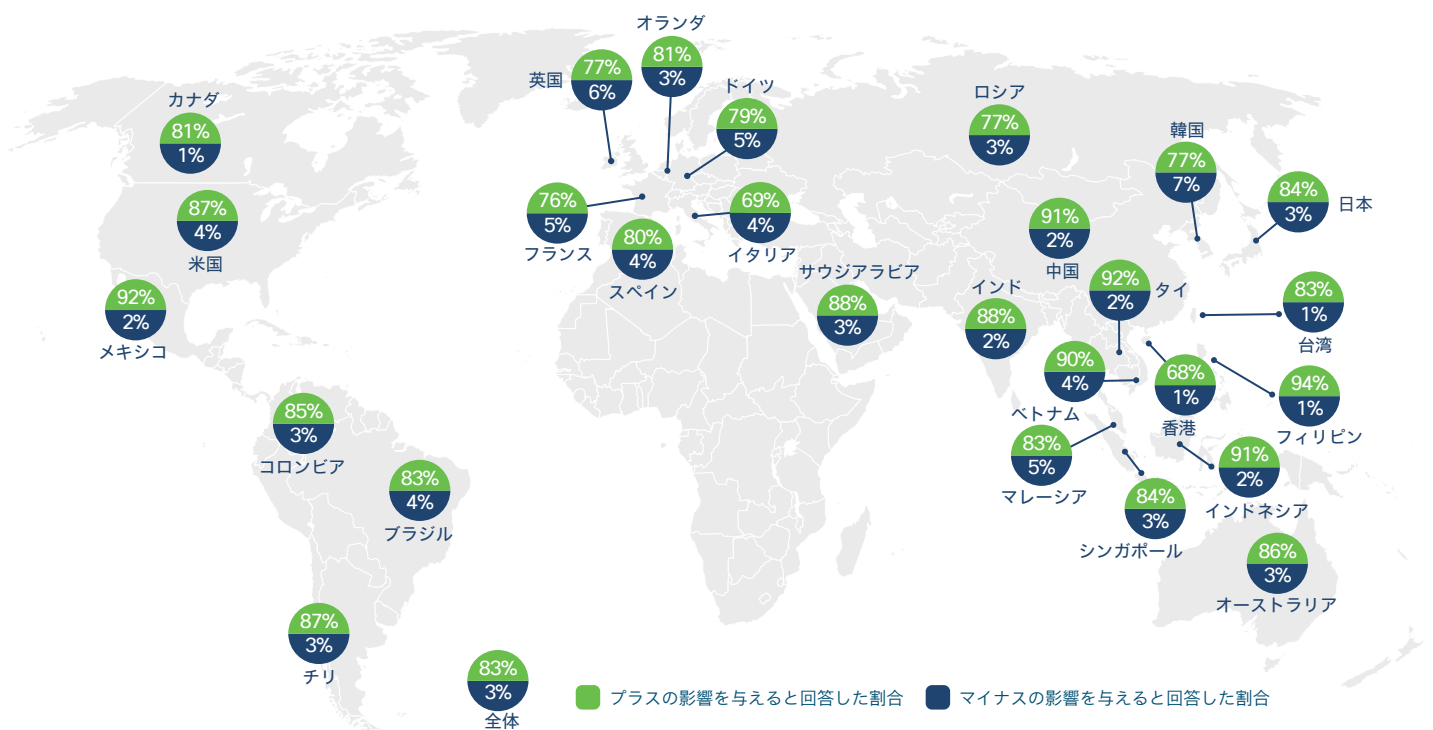 オランダ
81%
3%
英国
77%
6%
ドイツ
79%
5%
カナダ
81%
1%
ロシア
77%
3%
韓国
77%
7%
84%
3%
日本
87%
4%
米国
76%
5%
フランス
80%
4%
スペイン
69%
4%
イタリア
91%
2%
中国
サウジアラビア
88%
3%
インド
88%
2%
92%
2%
タイ
83%
1%
台湾
92%
2%
メキシコ
90%
4%
ベトナム
68%
1%
香港
94%
1%
フィリピン
85%
3%
コロンビア
83%
5%
マレーシア
91%
2%
インドネシア
83%
4%
ブラジル
84%
3%
シンガポール
86%
3%
オーストラリア
87%
3%
チリ
83%
3%
全体
プラスの影響を与えると回答した割合
マイナスの影響を与えると回答した割合